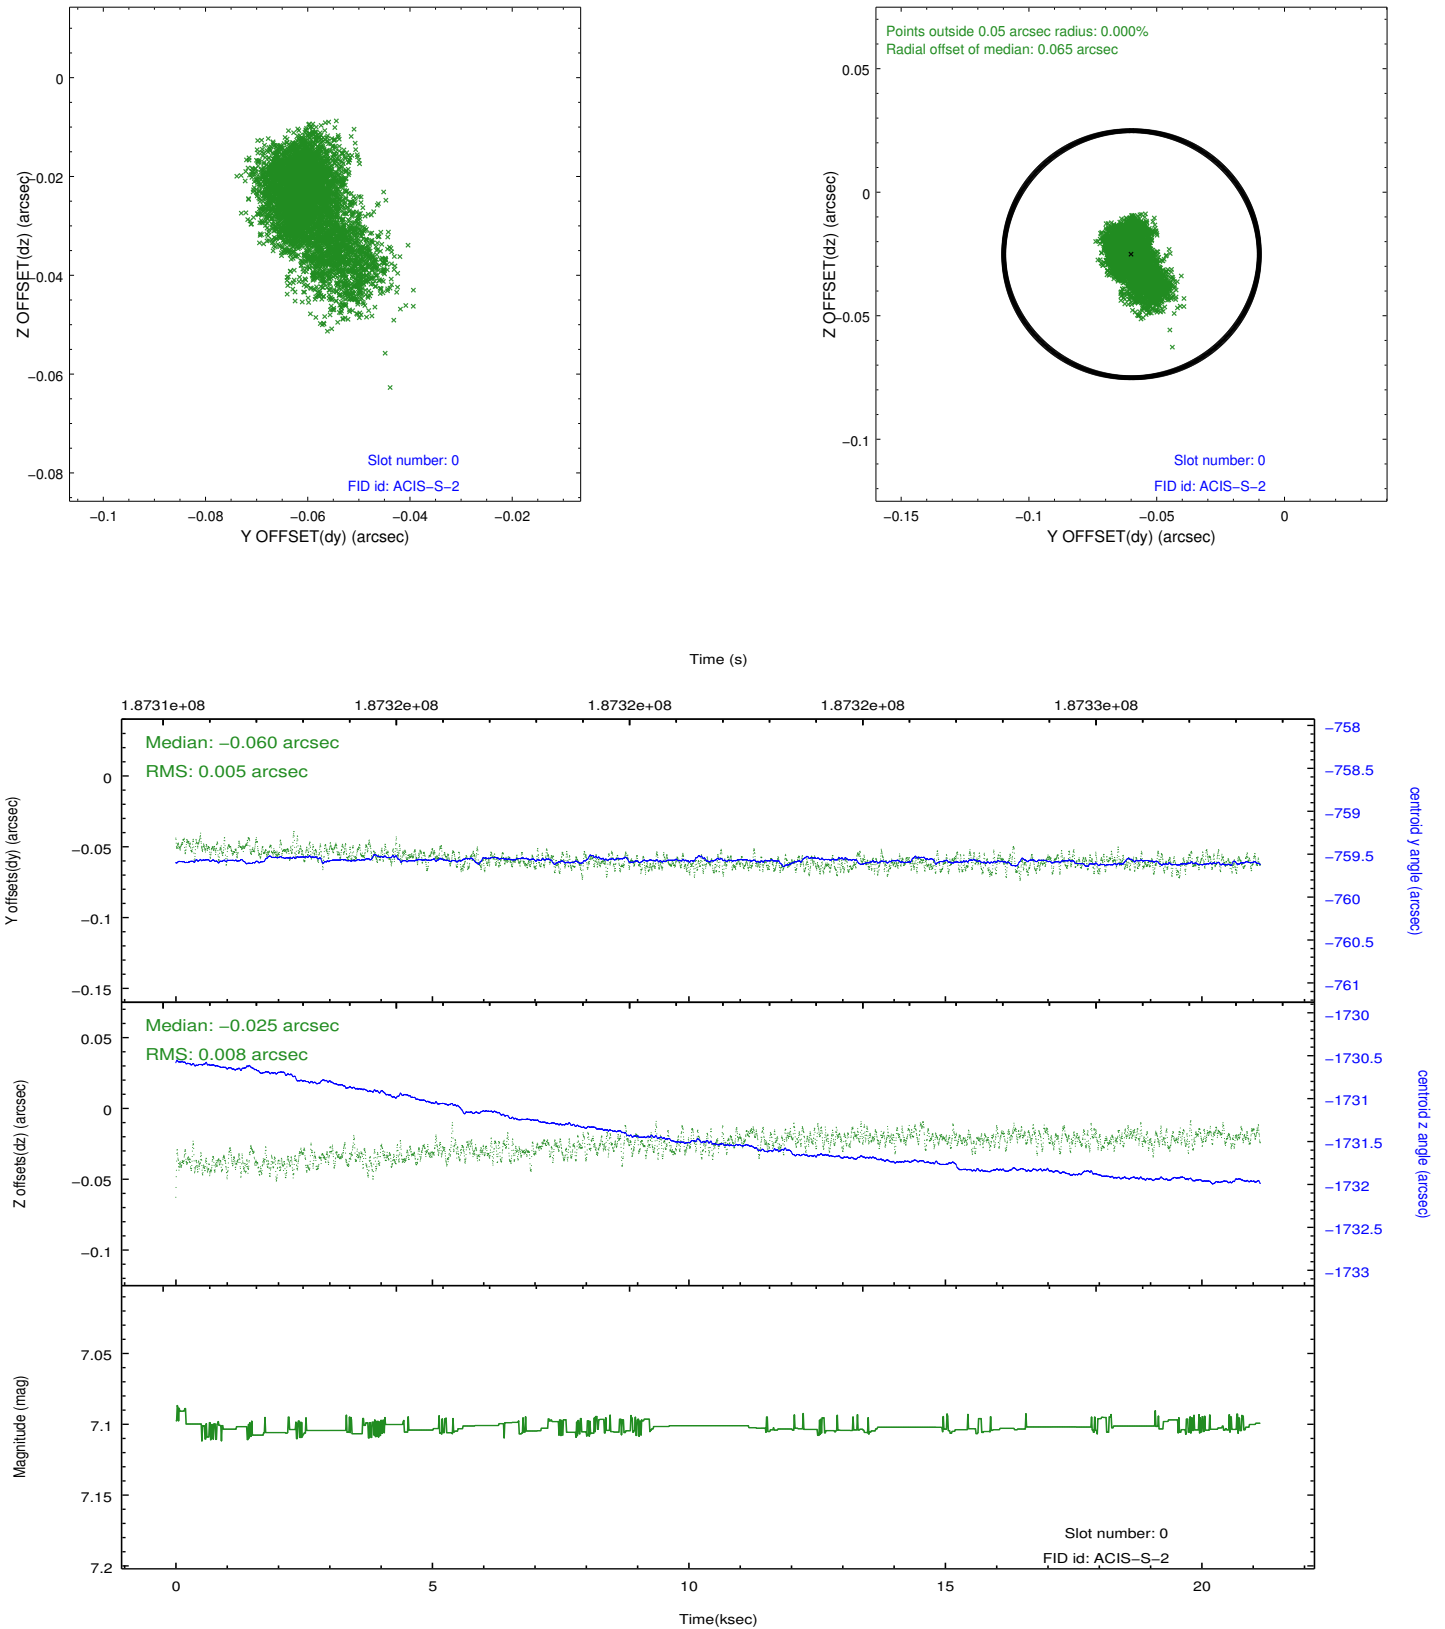 0
−0.02
−0.04
−0.06
−0.08
Z OFFSET(dz) (arcsec)
Slot number: 0
FID id: ACIS−S−2
−0.1
−0.08
−0.06
−0.04
−0.02
Y OFFSET(dy) (arcsec)
Points outside 0.05 arcsec radius: 0.000%
Radial offset of median: 0.065 arcsec
0.05
0
−0.05
−0.1
Z OFFSET(dz) (arcsec)
Slot number: 0
FID id: ACIS−S−2
−0.15
−0.1
−0.05
0
Y OFFSET(dy) (arcsec)
Time (s)
1.8731e+08
1.8732e+08
1.8732e+08
1.8732e+08
1.8733e+08
Median: −0.060 arcsec
RMS: 0.005 arcsec
0
−0.05
−0.1
−0.15
Y offsets(dy) (arcsec)
−758
−758.5
−759
−759.5
−760
−760.5
−761
centroid y angle (arcsec)
Median: −0.025 arcsec
RMS: 0.008 arcsec
0.05
0
−0.05
−0.1
Z offsets(dz) (arcsec)
−1730
−1730.5
−1731
−1731.5
−1732
−1732.5
−1733
centroid z angle (arcsec)
7.05
7.1
7.15
7.2
Magnitude (mag)
Slot number: 0
FID id: ACIS−S−2
0
5
10
15
20
Time(ksec)